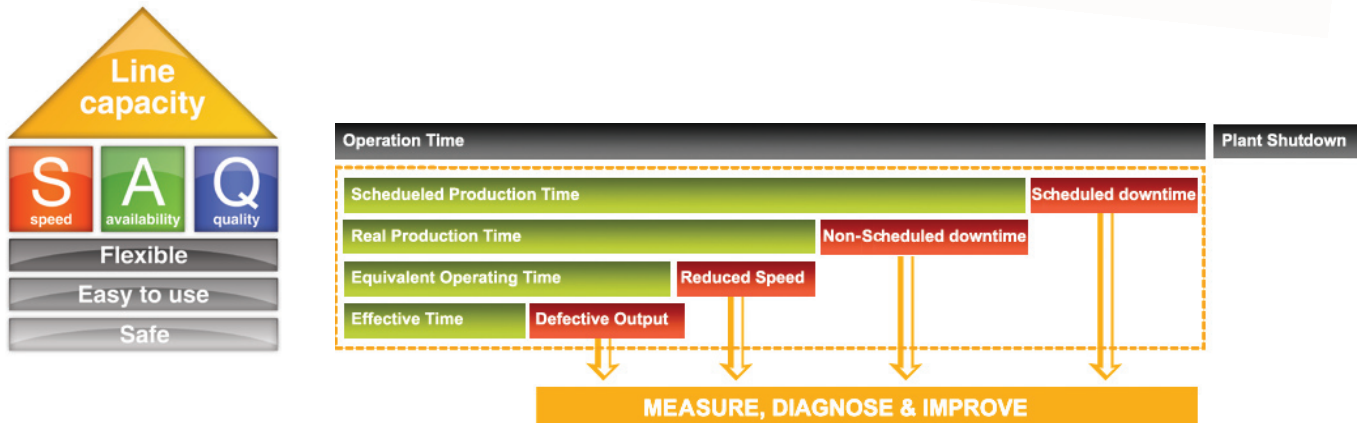 Line
capacity
S
speed
A
availability
Q
quality
Flexible
Easy to use
Safe
Operation Time
Plant Shutdown
Schedueled Production Time
Scheduled downtime
Real Production Time
Non-Scheduled downtime
Equivalent Operating Time
Reduced Speed
Effective Time
Defective Output
MEASURE, DIAGNOSE & IMPROVE